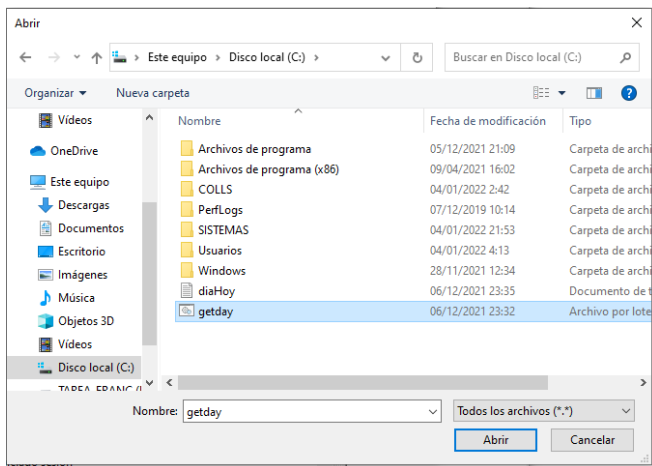 Abrir
Este equipo > Disco local (C:) >
Buscar en Disco local (C:)
Organizar
Nueva carpeta
Vídeos
OneDrive
Este equipo
Descargas
Documentos
Escritorio
Imágenes
Música
Objetos 3D
Vídeos
Disco local (C:)
Nombre Fecha de modificación Tipo
Archivos de programa 05/12/2021 21:09 Carpeta de archi
Archivos de programa (x86) 09/04/2021 16:02 Carpeta de archi
COLLS 04/01/2022 2:42 Carpeta de archi
PerfLogs 07/12/2019 10:14 Carpeta de archi
SISTEMAS 04/01/2022 21:53 Carpeta de archi
Usuarios 04/01/2022 4:13 Carpeta de archi
Windows 28/11/2021 12:34 Carpeta de archi
diaHoy 06/12/2021 23:35 Documento de t
getday 06/12/2021 23:32 Archivo por lote
Nombre: getday
Todos los archivos (*.*)
Abrir
Cancelar